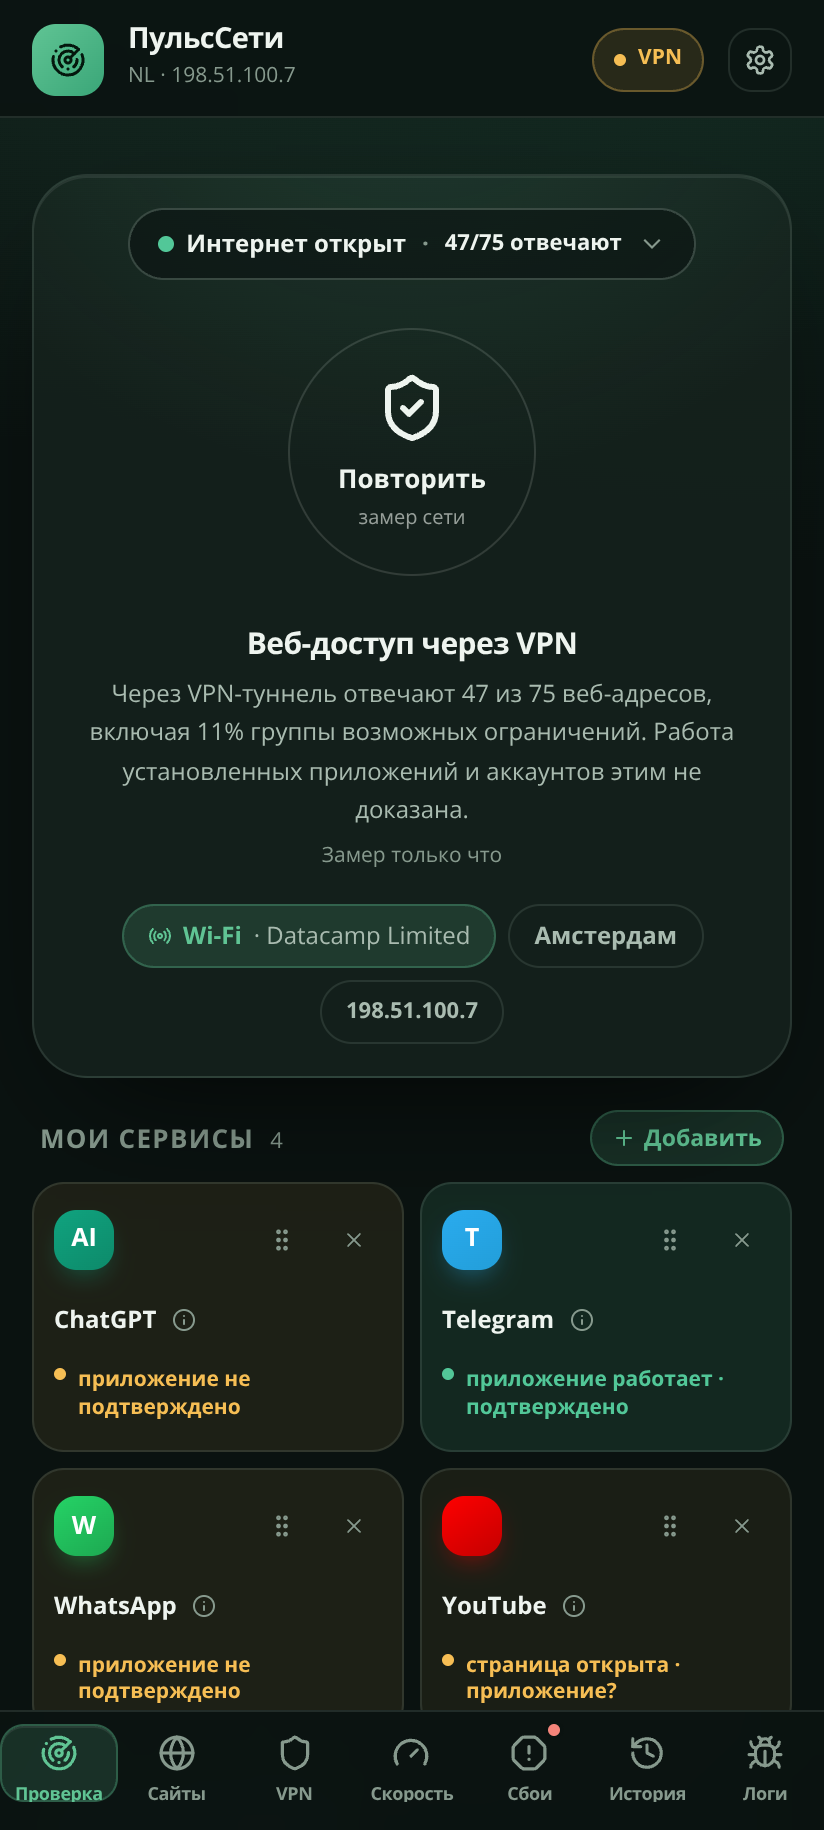 ПульсСети
NL · 198.51.100.7
VPN
Интернет открыт · 47/75 отвечают
Повторить
замер сети
Веб-доступ через VPN
Через VPN-туннель отвечают 47 из 75 веб-адресов,
включая 11% группы возможных ограничений. Работа
установленных приложений и аккаунтов этим не
доказана.
Замер только что
Wi-Fi · Datacamp Limited
Амстердам
198.51.100.7
МОИ СЕРВИСЫ 4
+ Добавить
AI
ChatGPT
приложение не
подтверждено
T
Telegram
приложение работает ·
подтверждено
W
WhatsApp
приложение не
подтверждено
YouTube
страница открыта ·
приложение?
Проверка
Сайты
VPN
Скорость
Сбои
История
Логи